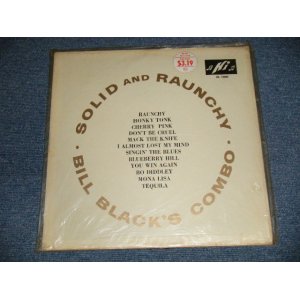 Hi
$3.19
SOLID AND RAUNCHY
RAUNCHY
HONKY TONK
CHERRY PINK
DON'T BE CRUEL
MACK THE KNIFE
I ALMOST LOST MY MIND
SINGIN' THE BLUES
BLUEBERRY HILL
YOU WIN AGAIN
BO DIDDLEY
MONA LISA
TEQUILA
· BILL BLACK'S COMBO ·